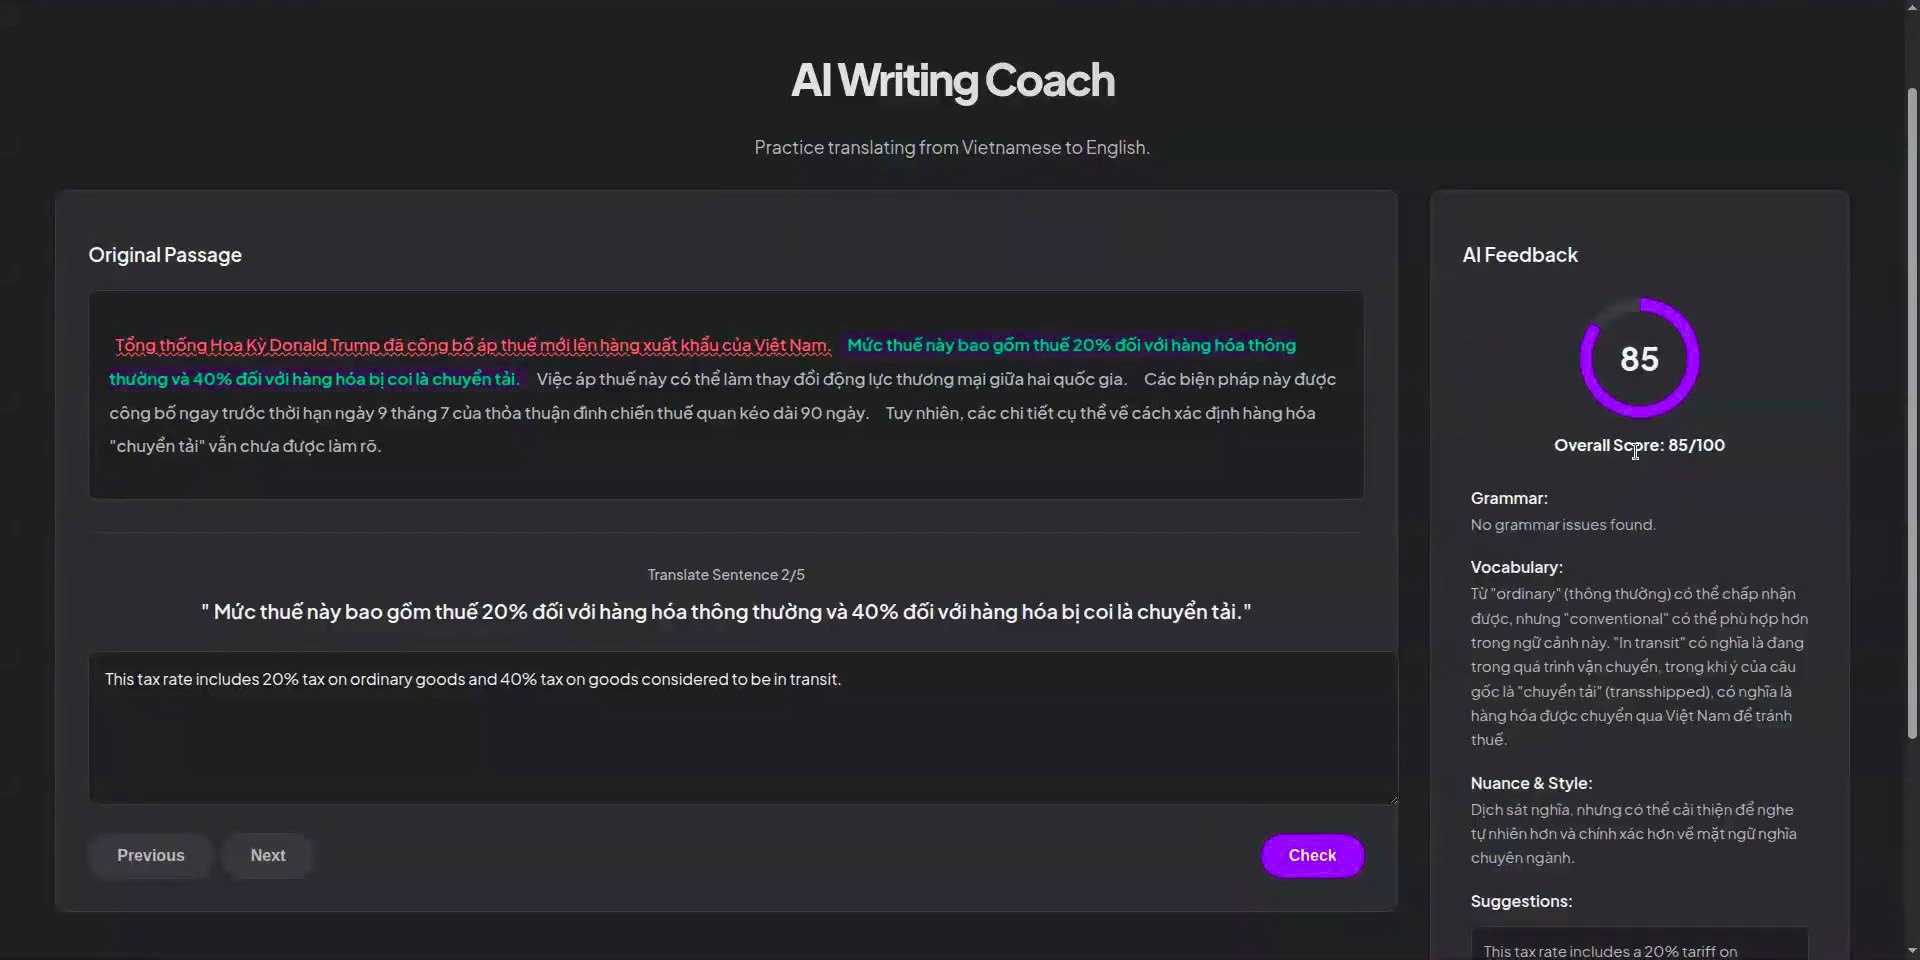 AI Writing Coach
Practice translating from Vietnamese to English.
Original Passage
Tổng thống Hoa Kỳ Donald Trump đã công bố áp thuế mới lên hàng xuất khẩu của Việt Nam. Mức thuế này bao gồm thuế 20% đối với hàng hóa thông
thường và 40% đối với hàng hóa bị coi là chuyển tải. Việc áp thuế này có thể làm thay đổi động lực thương mại giữa hai quốc gia. Các biện pháp này được
công bố ngay trước thời hạn ngày 9 tháng 7 của thỏa thuận đình chiến thuế quan kéo dài 90 ngày. Tuy nhiên, các chi tiết cụ thể về cách xác định hàng hóa
"chuyển tải" vẫn chưa được làm rõ.
Translate Sentence 2/5
" Mức thuế này bao gồm thuế 20% đối với hàng hóa thông thường và 40% đối với hàng hóa bị coi là chuyển tải."
This tax rate includes 20% tax on ordinary goods and 40% tax on goods considered to be in transit.
Previous
Next
Check
AI Feedback
85
Overall Score: 85/100
Grammar:
No grammar issues found.
Vocabulary:
Từ "ordinary" (thông thường) có thể chấp nhận
được, nhưng "conventional" có thể phù hợp hơn
trong ngữ cảnh này. "In transit" có nghĩa là đang
trong quá trình vận chuyển, trong khi ý của câu
gốc là "chuyển tải" (transshipped), có nghĩa là
hàng hóa được chuyển qua Việt Nam để tránh
thuế.
Nuance & Style:
Dịch sát nghĩa, nhưng có thể cải thiện để nghe
tự nhiên hơn và chính xác hơn về mặt ngữ nghĩa
chuyên ngành.
Suggestions:
This tax rate includes a 20% tariff on